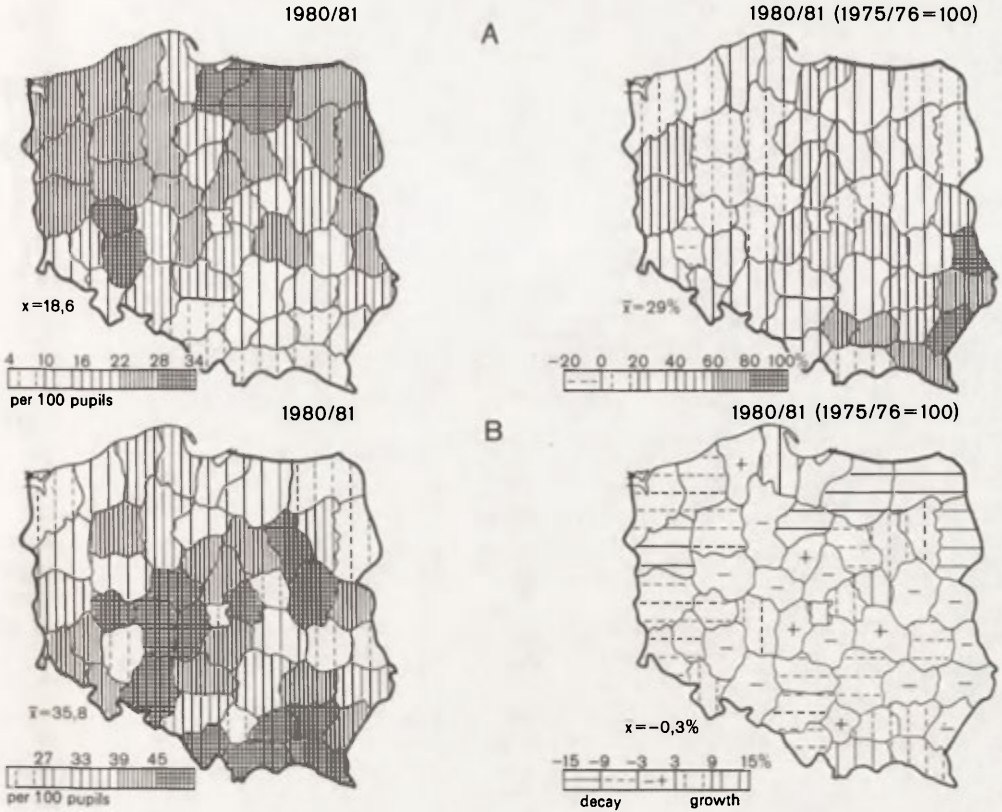 1980/81
1980/81 (1975/76=100)
A
x=18,6
x̅=29%
4 10 16 22 28 34
per 100 pupils
-20 0 20 40 60 80 100%
1980/81
1980/81 (1975/76=100)
B
x̅=35,8
x̅=-0,3%
27 33 39 45
per 100 pupils
-15 -9 -3 3 9 15%
- +
decay growth